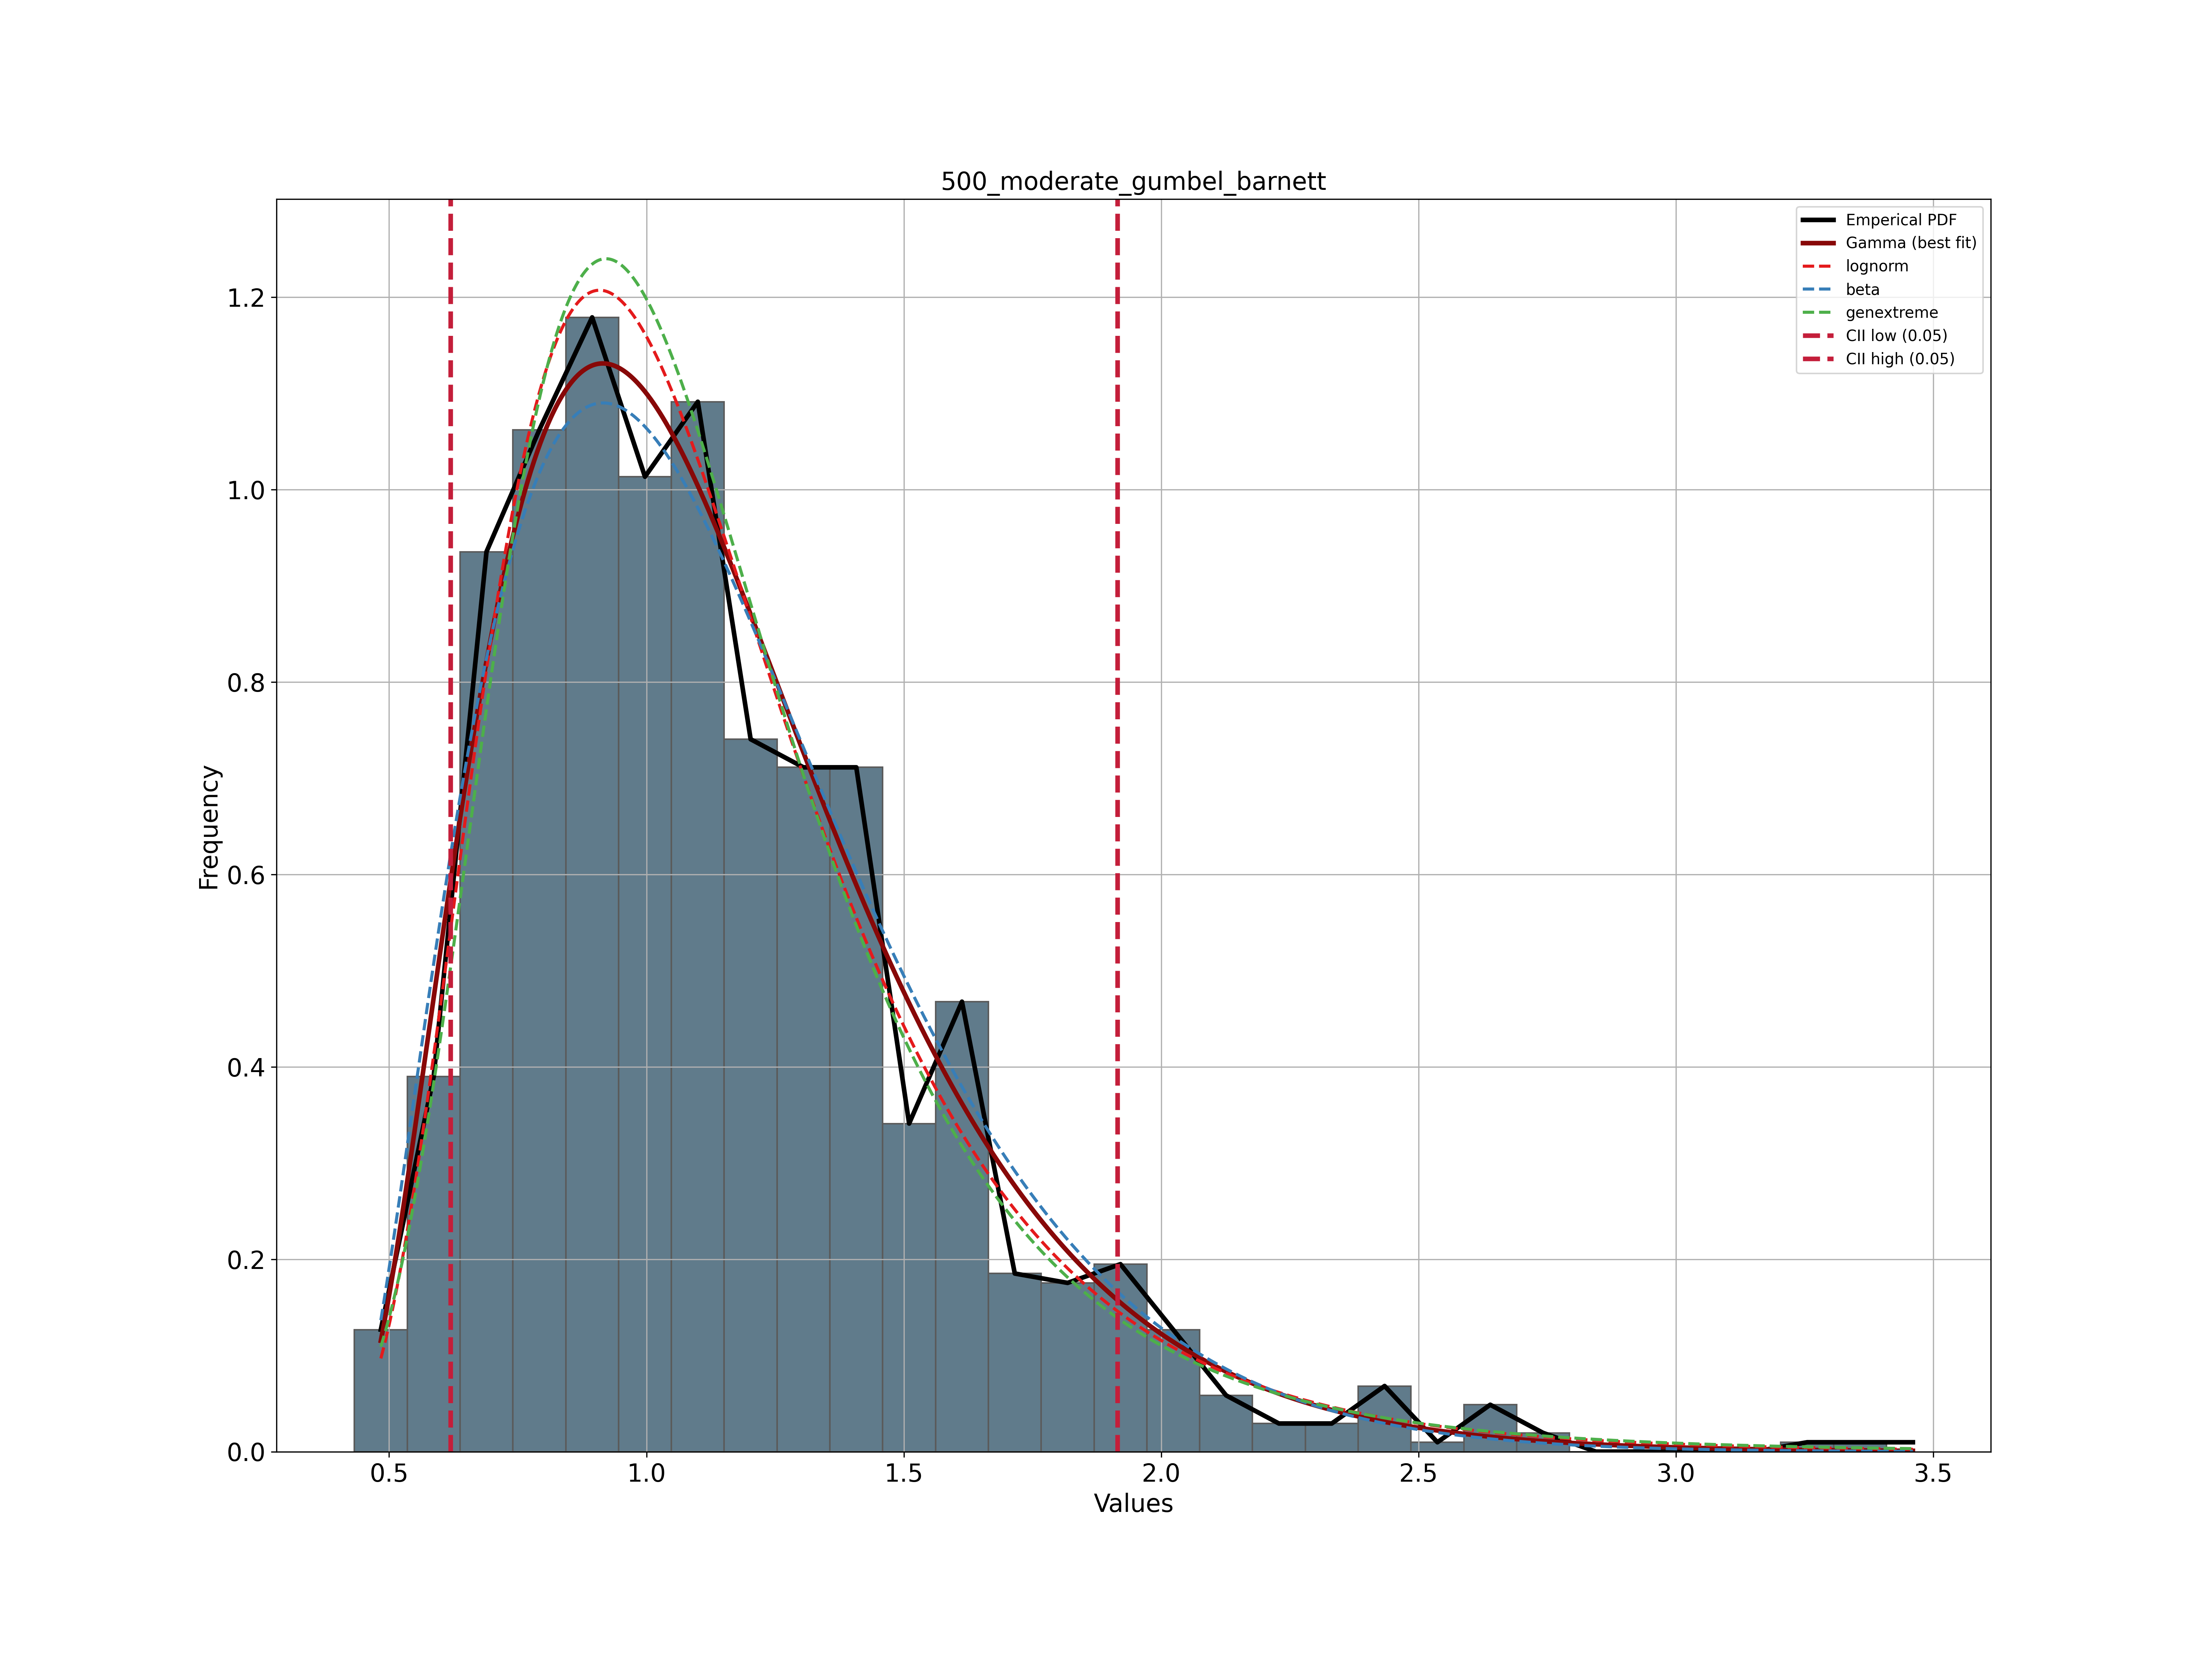 500_moderate_gumbel_barnett
Emperical PDF
Gamma (best fit)
lognorm
beta
genextreme
CII low (0.05)
CII high (0.05)
Frequency
1.2
1.0
0.8
0.6
0.4
0.2
0.0
0.5 1.0 1.5 2.0 2.5 3.0 3.5
Values